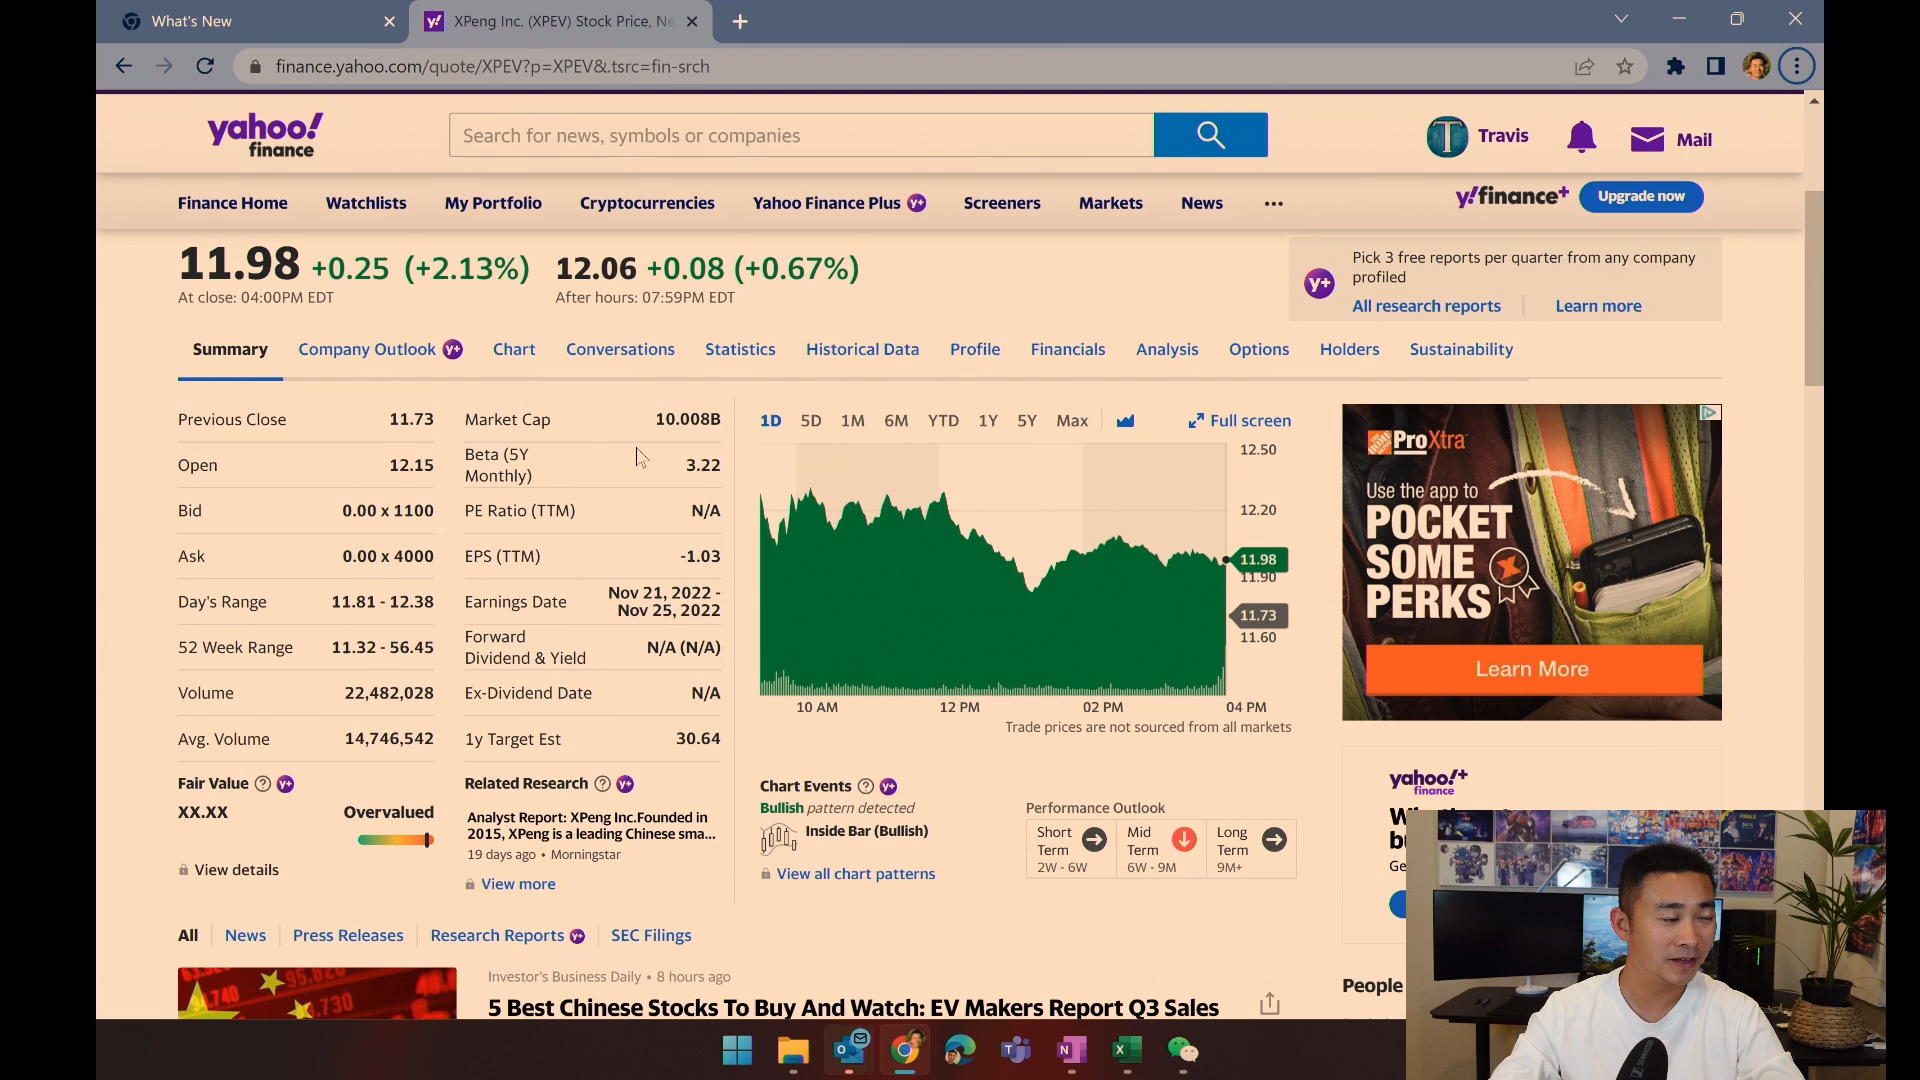 What's New
XPeng Inc. (XPEV) Stock Price, Ne
finance.yahoo.com/quote/XPEV?p=XPEV&.tsrc=fin-srch
yahoo!
finance
Search for news, symbols or companies
T
Travis
Mail
Finance Home
Watchlists
My Portfolio
Cryptocurrencies
Yahoo Finance Plus y+
Screeners
Markets
News
...
y!finance+
Upgrade now
11.98 +0.25 (+2.13%)
At close: 04:00PM EDT
12.06 +0.08 (+0.67%)
After hours: 07:59PM EDT
y+
Pick 3 free reports per quarter from any company
profiled
All research reports
Learn more
Summary
Company Outlook y+
Chart
Conversations
Statistics
Historical Data
Profile
Financials
Analysis
Options
Holders
Sustainability
Previous Close 11.73
Open 12.15
Bid 0.00 x 1100
Ask 0.00 x 4000
Day's Range 11.81 - 12.38
52 Week Range 11.32 - 56.45
Volume 22,482,028
Avg. Volume 14,746,542
Market Cap 10.008B
Beta (5Y
Monthly) 3.22
PE Ratio (TTM) N/A
EPS (TTM) -1.03
Earnings Date Nov 21, 2022 -
Nov 25, 2022
Forward
Dividend & Yield N/A (N/A)
Ex-Dividend Date N/A
1y Target Est 30.64
1D 5D 1M 6M YTD 1Y 5Y Max
Full screen
12.50
12.20
11.98
11.90
11.73
11.60
10 AM 12 PM 02 PM 04 PM
Trade prices are not sourced from all markets
Fair Value ? y+
XX.XX Overvalued
View details
Related Research ? y+
Analyst Report: XPeng Inc.Founded in
2015, XPeng is a leading Chinese sma...
19 days ago • Morningstar
View more
Chart Events ? y+
Bullish pattern detected
Inside Bar (Bullish)
View all chart patterns
Performance Outlook
Short
Term
2W - 6W
Mid
Term
6W - 9M
Long
Term
9M+
ProXtra
Use the app to
POCKET
SOME
PERKS
Learn More
yahoo!+
finance
All
News
Press Releases
Research Reports y+
SEC Filings
Investor's Business Daily • 8 hours ago
5 Best Chinese Stocks To Buy And Watch: EV Makers Report Q3 Sales
People